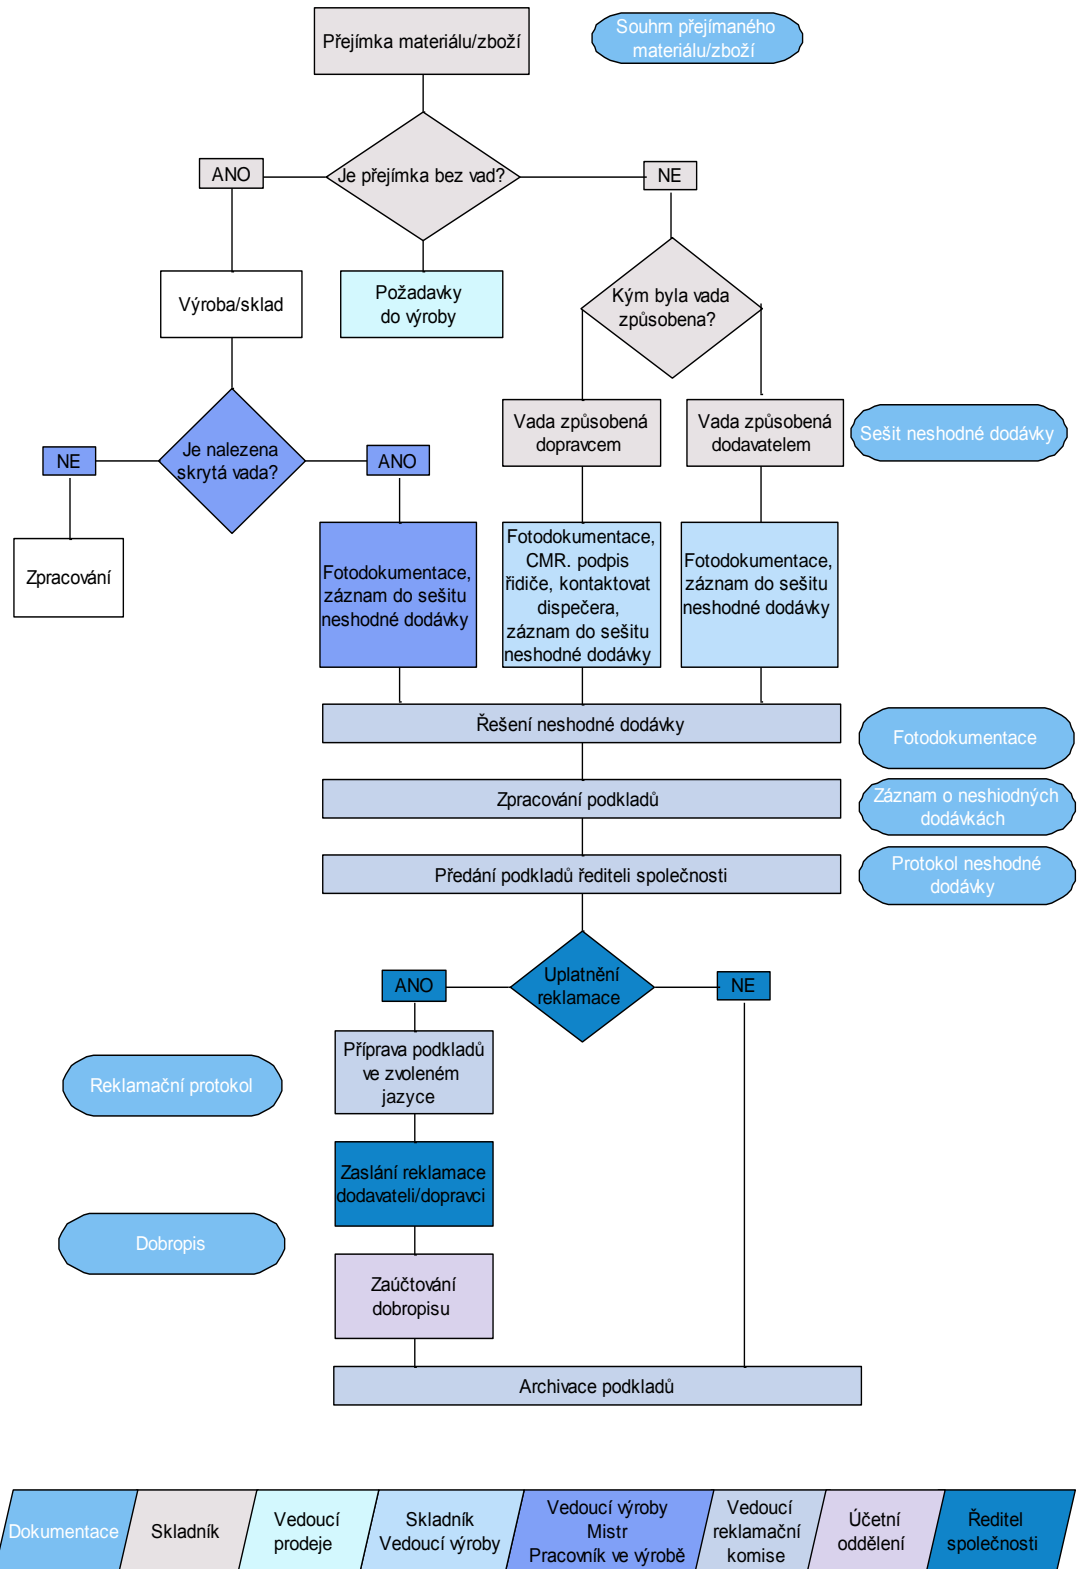 Přejímka materiálu/zboží
Souhrn přejímaného
materiálu/zboží
ANO
Je přejímka bez vad?
NE
Výroba/sklad
Požadavky
do výroby
Kým byla vada
způsobena?
Vada způsobená
dopravcem
Vada způsobená
dodavatelem
Sešit neshodné dodávky
NE
Je nalezena
skrytá vada?
ANO
Zpracování
Fotodokumentace,
záznam do sešitu
neshodné dodávky
Fotodokumentace,
CMR. podpis
řidiče, kontaktovat
dispečera,
záznam do sešitu
neshodné dodávky
Fotodokumentace,
záznam do sešitu
neshodné dodávky
Řešení neshodné dodávky
Fotodokumentace
Zpracování podkladů
Záznam o neshiodných
dodávkách
Předání podkladů řediteli společnosti
Protokol neshodné
dodávky
ANO
Uplatnění
reklamace
NE
Příprava podkladů
ve zvoleném
jazyce
Reklamační protokol
Zaslání reklamace
dodavateli/dopravci
Dobropis
Zaúčtování
dobropisu
Archivace podkladů
Dokumentace
Skladník
Vedoucí
prodeje
Skladník
Vedoucí výroby
Vedoucí výroby
Mistr
Pracovník ve výrobě
Vedoucí
reklamační
komise
Účetní
oddělení
Ředitel
společnosti